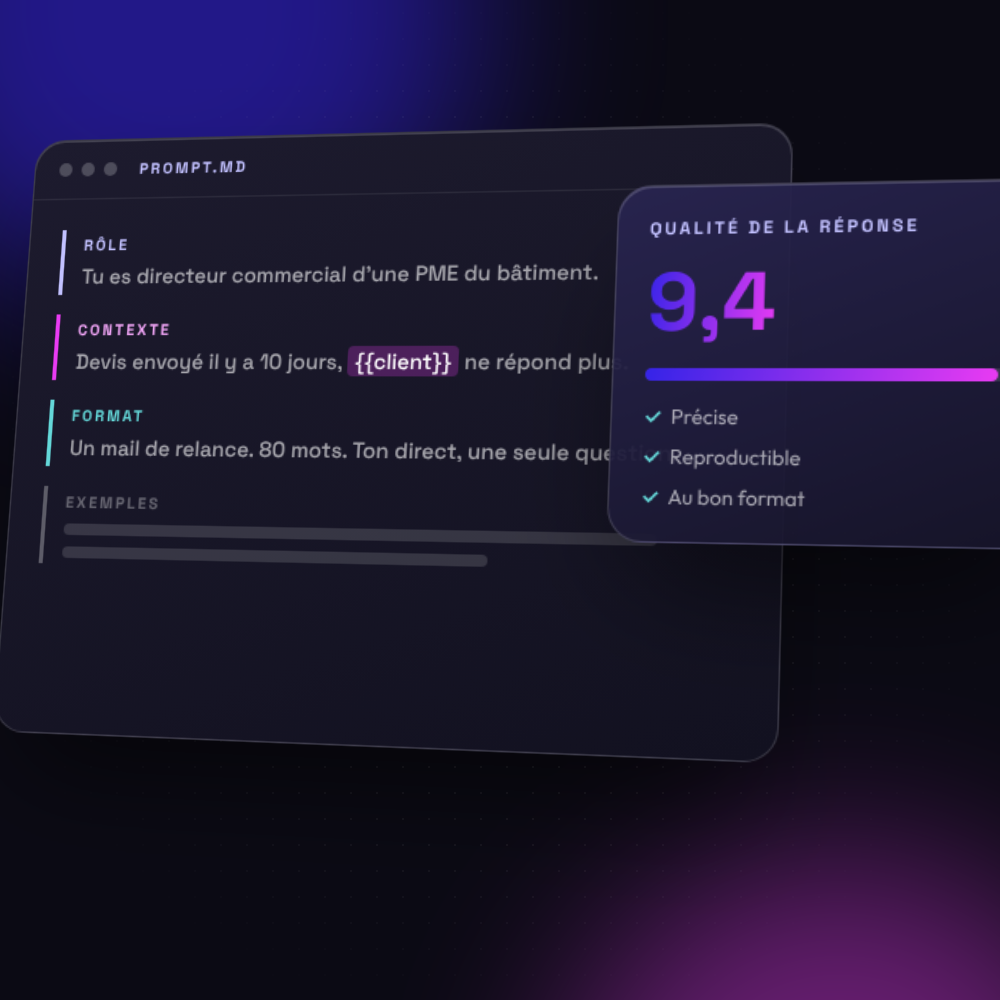 PROMPT.MD
RÔLE
Tu es directeur commercial d'une PME du bâtiment.
CONTEXTE
Devis envoyé il y a 10 jours, {{client}} ne répond plus.
FORMAT
Un mail de relance. 80 mots. Ton direct, une seule
EXEMPLES
QUALITÉ DE LA RÉPONSE
9,4
Précise
Reproductible
Au bon format